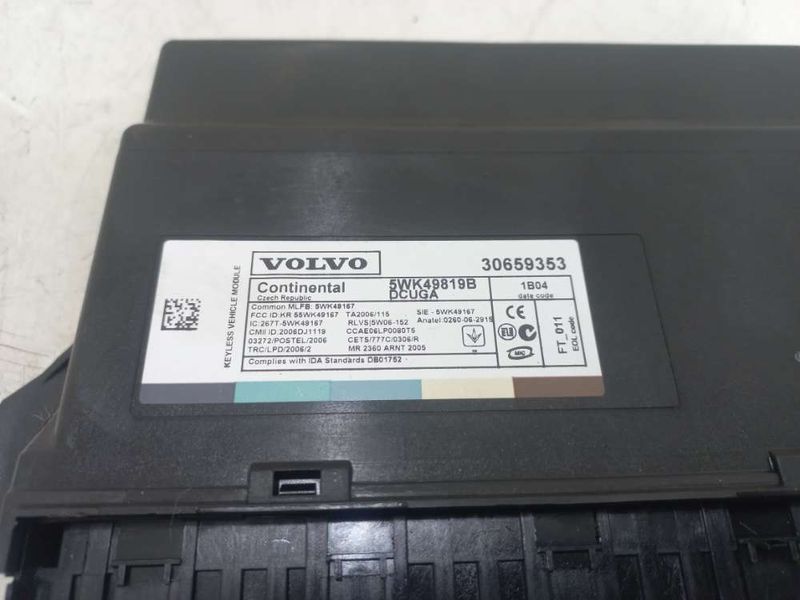 KEYLESS VEHICLE MODULE
VOLVO
30659353
Continental
Czech Republic
5WK49819B
DCUGA
1B04
date code
Common MLFB: 5WK49167
FCC ID:KR 55WK49167 TA2006/115 SIE - 5WK49167
IC:267T-5WK49167 RLVS|5W06-152 Anatel:0260-06-2919
CMII ID:2006DJ1119 CCAE06LP0080T5
03272/POSTEL/2006 CETS/777C/0306/R
TRC/LPD/2006/2 MR 2360 ARNT 2005
Complies with IDA Standards DB01752
CE
MIC
FT_011
EOL code